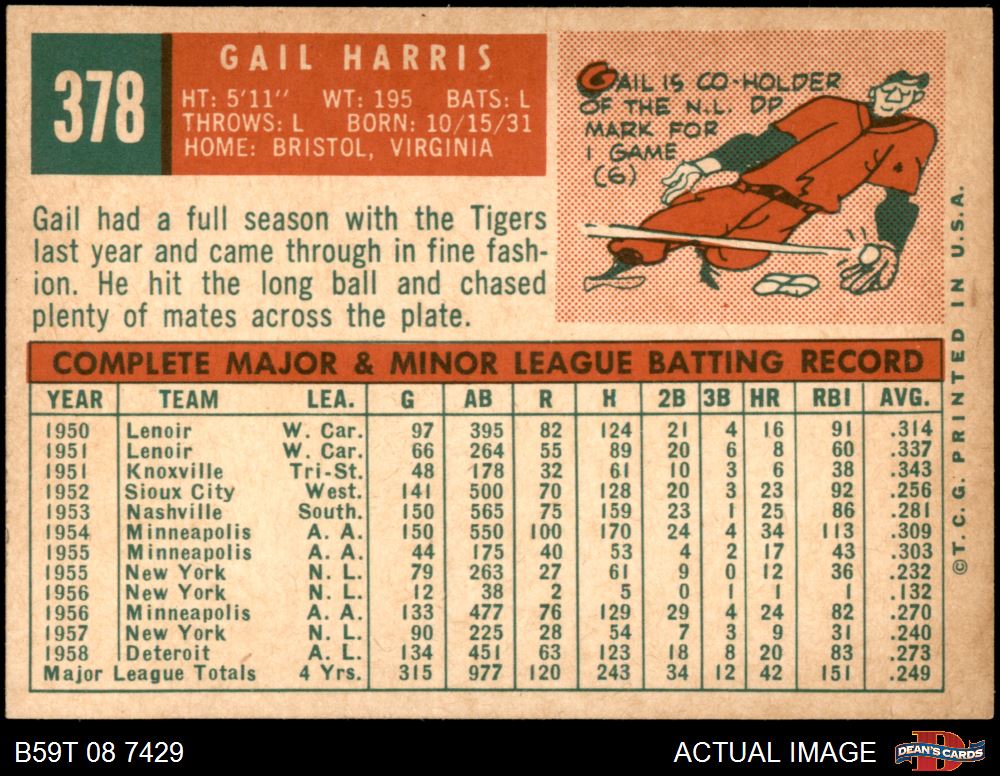 378
GAIL HARRIS
HT: 5'11" WT: 195 BATS: L
THROWS: L BORN: 10/15/31
HOME: BRISTOL, VIRGINIA
GAIL IS CO-HOLDER
OF THE N.L. DP
MARK FOR
1 GAME
(6)
Gail had a full season with the Tigers
last year and came through in fine fash-
ion. He hit the long ball and chased
plenty of mates across the plate.
COMPLETE MAJOR & MINOR LEAGUE BATTING RECORD
YEAR TEAM LEA. G AB R H 2B 3B HR RBI AVG.
1950 Lenoir W. Car. 97 395 82 124 21 4 16 91 .314
1951 Lenoir W. Car. 66 264 55 89 20 6 8 60 .337
1951 Knoxville Tri-St. 48 178 32 61 10 3 6 38 .343
1952 Sioux City West. 141 500 70 128 20 3 23 92 .256
1953 Nashville South. 150 565 75 159 23 1 25 86 .281
1954 Minneapolis A. A. 150 550 100 170 24 4 34 113 .309
1955 Minneapolis A. A. 44 175 40 53 4 2 17 43 .303
1955 New York N. L. 79 263 27 61 9 0 12 36 .232
1956 New York N. L. 12 38 2 5 0 1 1 1 .132
1956 Minneapolis A. A. 133 477 76 129 29 4 24 82 .270
1957 New York N. L. 90 225 28 54 7 3 9 31 .240
1958 Deteroit A. L. 134 451 63 123 18 8 20 83 .273
Major League Totals 4 Yrs. 315 977 120 243 34 12 42 151 .249
©T. C. G. PRINTED IN U.S.A.
B59T 08 7429
ACTUAL IMAGE
D
DEAN'S CARDS